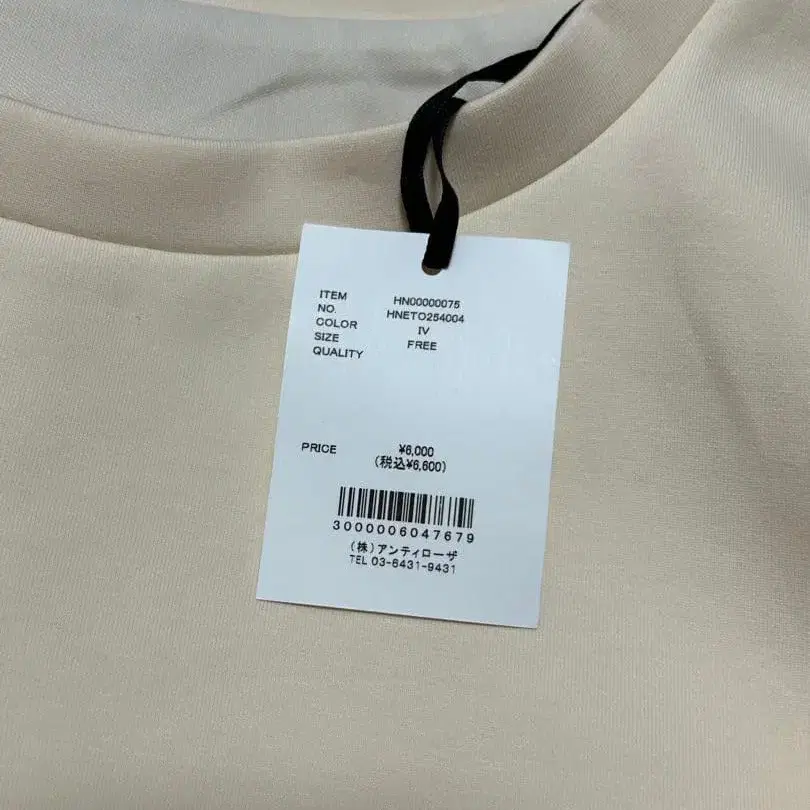 ITEM HN00000075
NO. HNETO254004
COLOR IV
SIZE FREE
QUALITY
PRICE ¥6,000
(税込¥6,600)
3000006047679
(株)アンティローザ
TEL 03-6431-9431